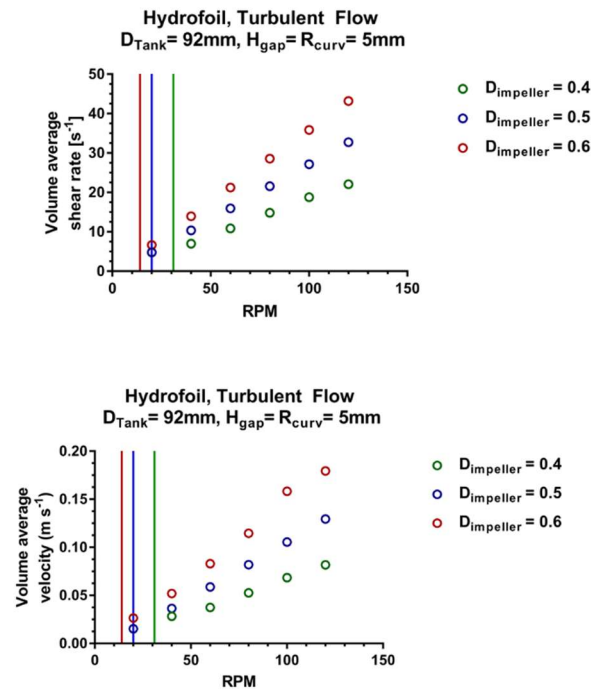 Hydrofoil, Turbulent Flow
DTank= 92mm, Hgap= Rcurv= 5mm
Volume average
shear rate [s-1]
50
40
30
20
10
0
0 50 100 150
RPM
Dimpeller = 0.4
Dimpeller = 0.5
Dimpeller = 0.6
Hydrofoil, Turbulent Flow
DTank= 92mm, Hgap= Rcurv= 5mm
Volume average
velocity (m s-1)
0.20
0.15
0.10
0.05
0.00
0 50 100 150
RPM
Dimpeller = 0.4
Dimpeller = 0.5
Dimpeller = 0.6